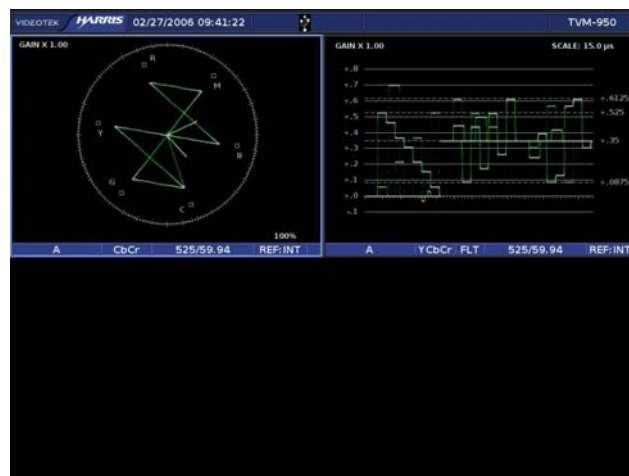 VIDEOTEK HARRIS 02/27/2006 09:41:22 TVM-950
GAIN X 1.00
R
M
Y
B
G
C
100%
A CbCr 525/59.94 REF:INT
GAIN X 1.00 SCALE: 15.0 µs
+.8
+.7
+.6
+.5
+.4
+.3
+.2
+.1
+.0
-.1
+.6125
+.525
+.35
+.0875
A YCbCr FLT 525/59.94 REF:INT